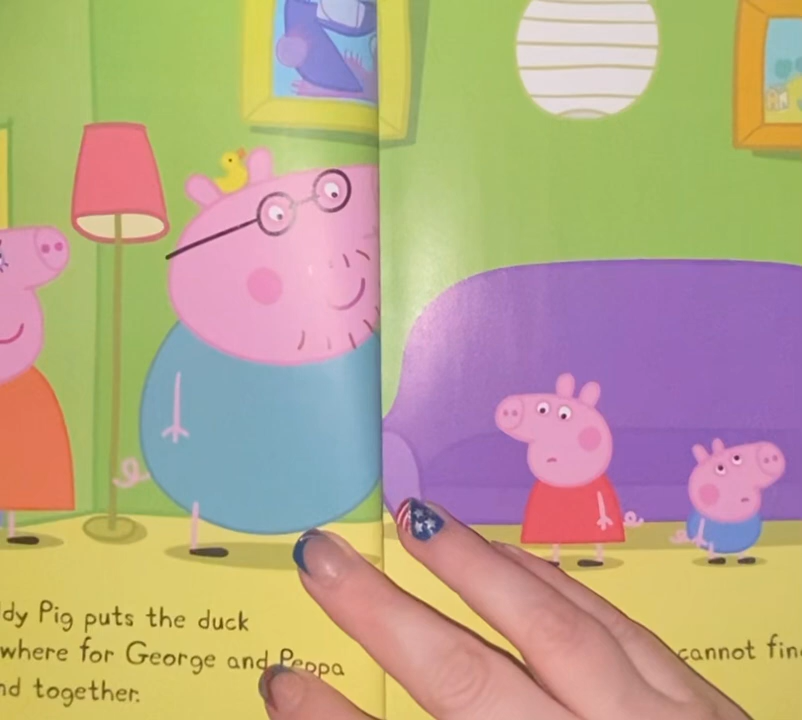 dy Pig puts the duck
where for George and Peppa
nd together.
cannot fin